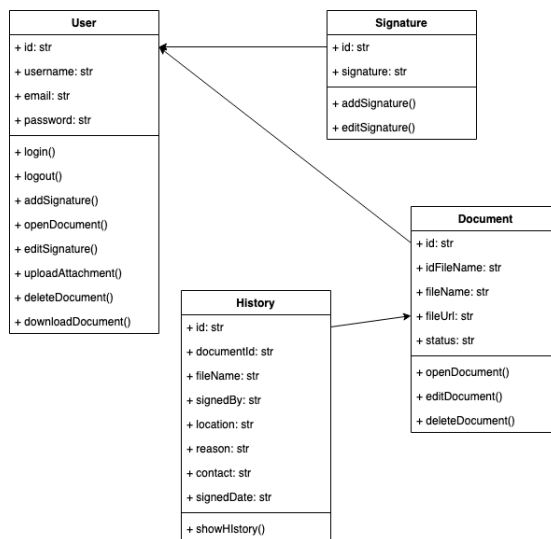 User
+ id: str
+ username: str
+ email: str
+ password: str
+ login()
+ logout()
+ addSignature()
+ openDocument()
+ editSignature()
+ uploadAttachment()
+ deleteDocument()
+ downloadDocument()
Signature
+ id: str
+ signature: str
+ addSignature()
+ editSignature()
Document
+ id: str
+ idFileName: str
+ fileName: str
+ fileUrl: str
+ status: str
+ openDocument()
+ editDocument()
+ deleteDocument()
History
+ id: str
+ documentId: str
+ fileName: str
+ signedBy: str
+ location: str
+ reason: str
+ contact: str
+ signedDate: str
+ showHIstory()